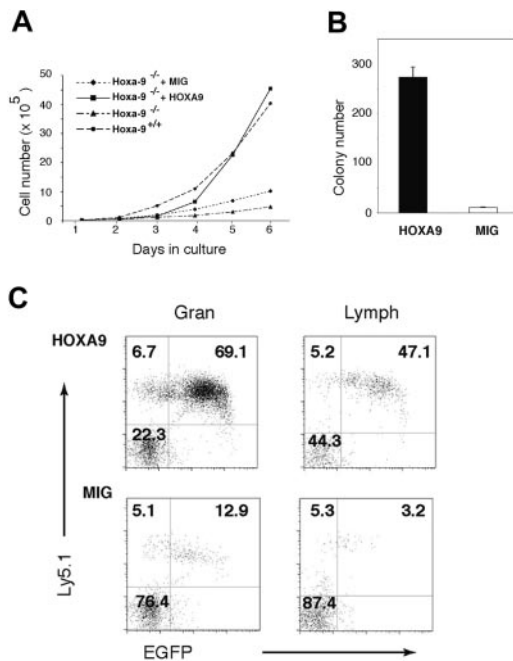 A
Cell number (x 10^5)
50
40
30
20
10
0
Hoxa-9 -/- + MIG
Hoxa-9 -/- + HOXA9
Hoxa-9 -/-
Hoxa-9 +/+
1 2 3 4 5 6
Days in culture
B
Colony number
300
200
100
0
HOXA9 MIG
C
Gran Lymph
HOXA9
6.7 69.1 5.2 47.1
22.3 44.3
MIG
5.1 12.9 5.3 3.2
76.4 87.4
Ly5.1
EGFP